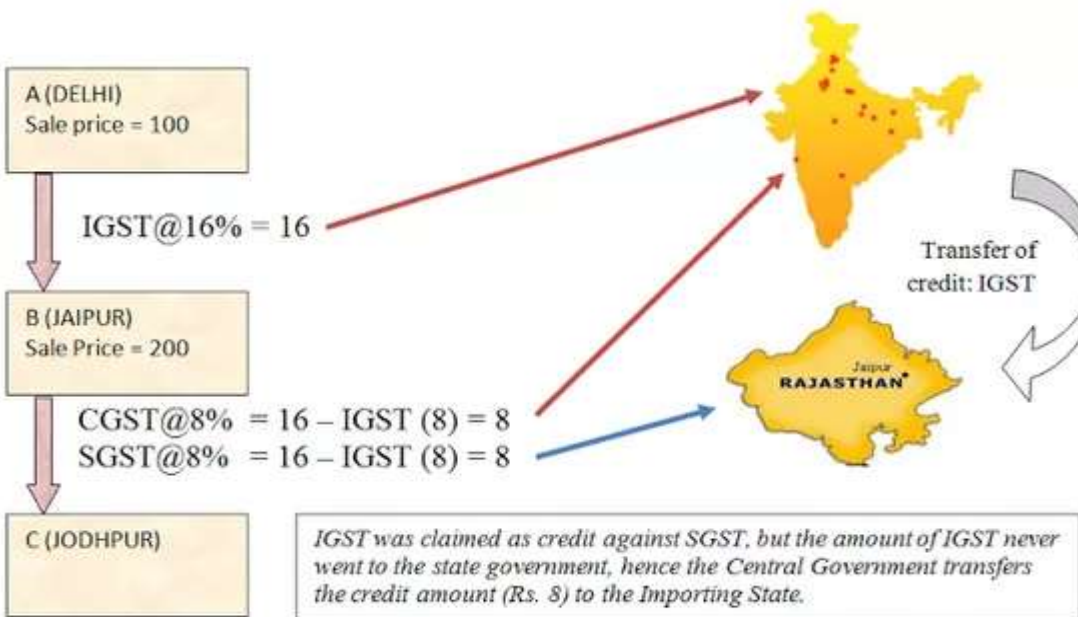 A (DELHI)
Sale price = 100
IGST@16% = 16
B (JAIPUR)
Sale Price = 200
Transfer of
credit: IGST
Jaipur
RAJASTHAN
CGST@8% = 16 – IGST (8) = 8
SGST@8% = 16 – IGST (8) = 8
C (JODHPUR)
IGST was claimed as credit against SGST, but the amount of IGST never
went to the state government, hence the Central Government transfers
the credit amount (Rs. 8) to the Importing State.